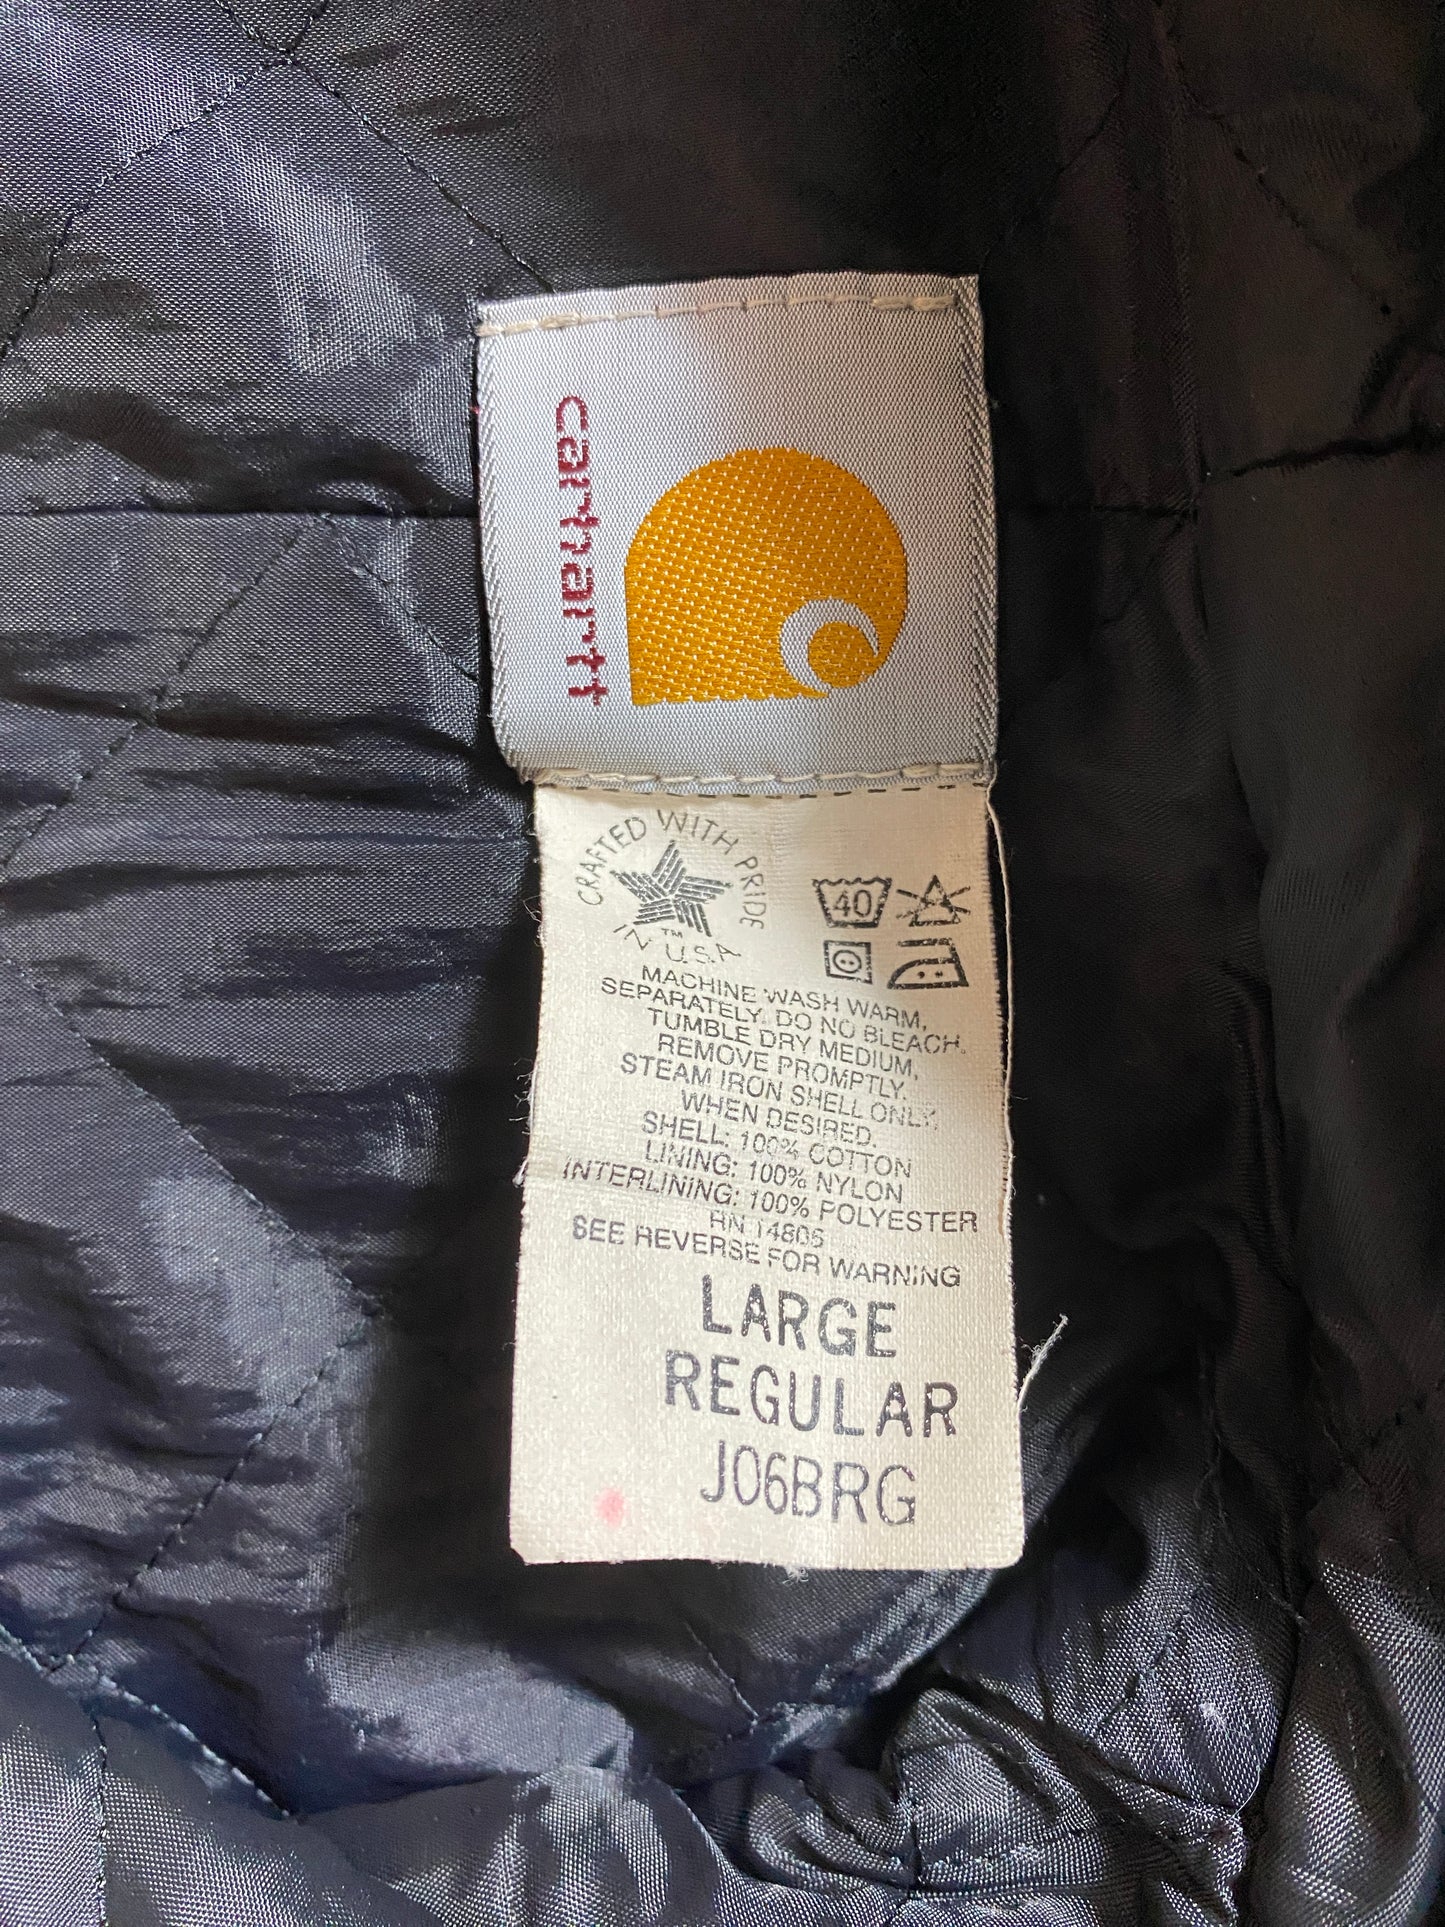 carhartt
CRAFTED WITH PRIDE
TM
IN U.S.A
40
MACHINE WASH WARM,
SEPARATELY. DO NO BLEACH.
TUMBLE DRY MEDIUM,
REMOVE PROMPTLY.
STEAM IRON SHELL ONLY,
WHEN DESIRED.
SHELL: 100% COTTON
LINING: 100% NYLON
INTERLINING: 100% POLYESTER
RN 14806
SEE REVERSE FOR WARNING
LARGE
REGULAR
J06BRG